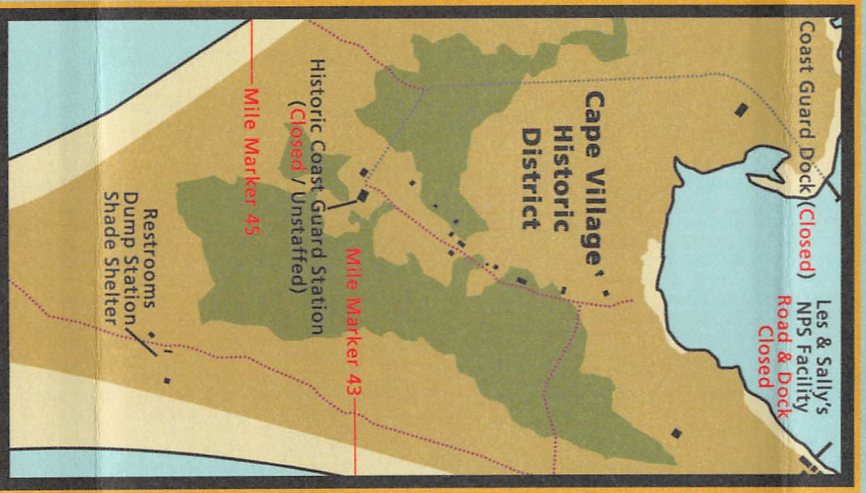 Coast Guard Dock (Closed)
Les & Sally's
NPS Facility
Road & Dock
Closed
Cape Village
Historic
District
Historic Coast Guard Station
(Closed / Unstaffed)
Mile Marker 43
Mile Marker 45
Restrooms
Dump Station
Shade Shelter